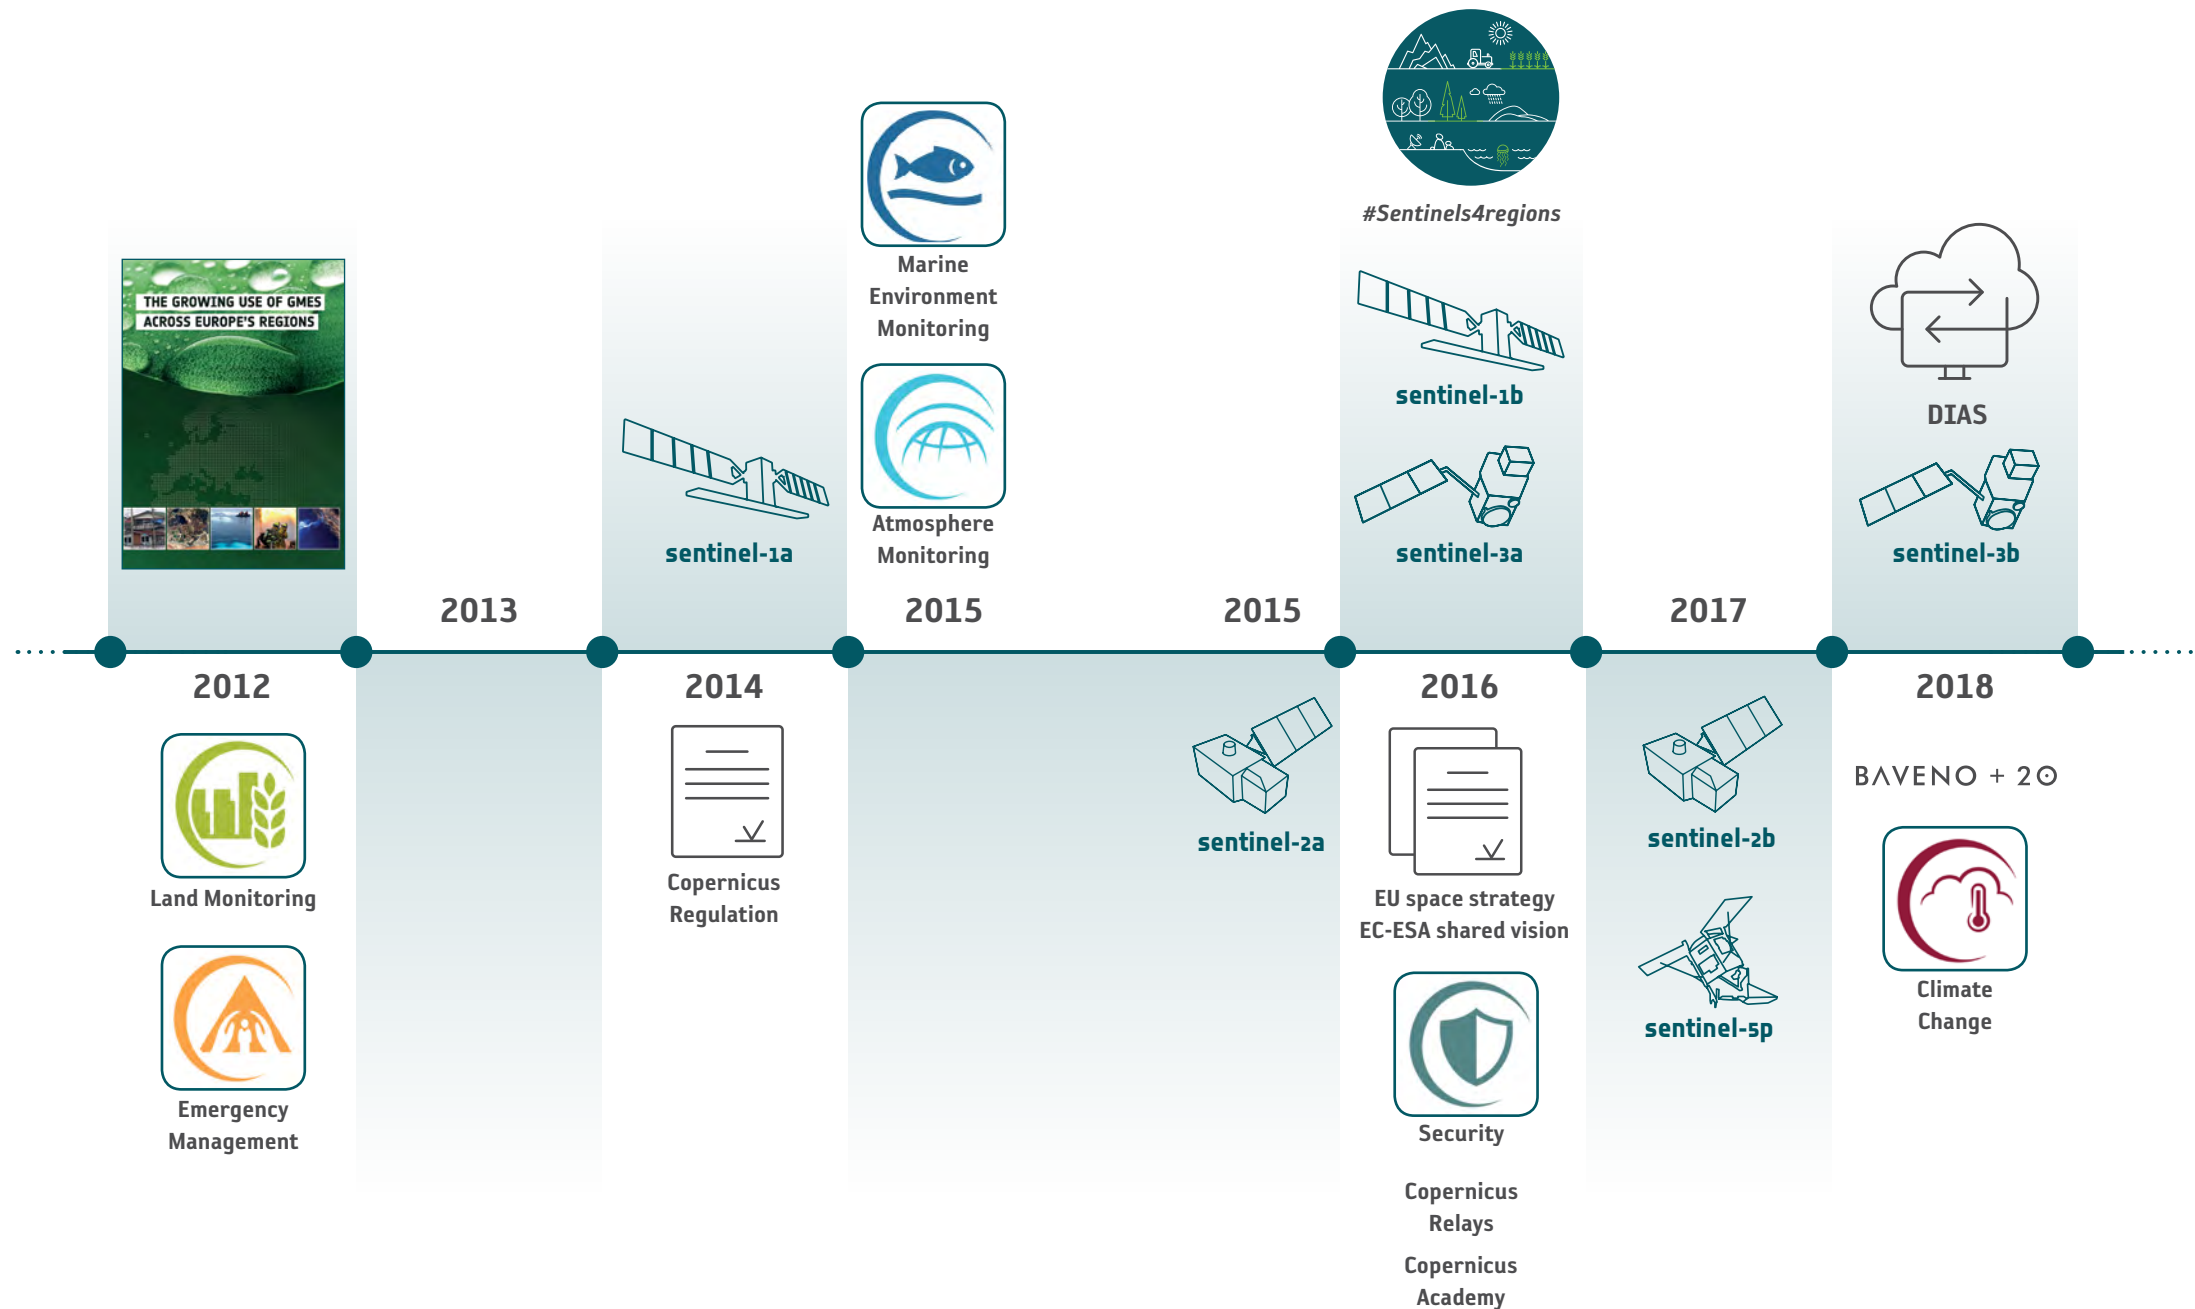 #Sentinels4regions
THE GROWING USE OF GMES
ACROSS EUROPE'S REGIONS
Marine
Environment
Monitoring
Atmosphere
Monitoring
sentinel-1a
sentinel-1b
sentinel-3a
DIAS
sentinel-3b
2013
2015
2015
2017
2012
2014
2016
2018
Land Monitoring
Emergency
Management
Copernicus
Regulation
sentinel-2a
EU space strategy
EC-ESA shared vision
Security
Copernicus
Relays
Copernicus
Academy
sentinel-2b
sentinel-5p
BAVENO + 20
Climate
Change